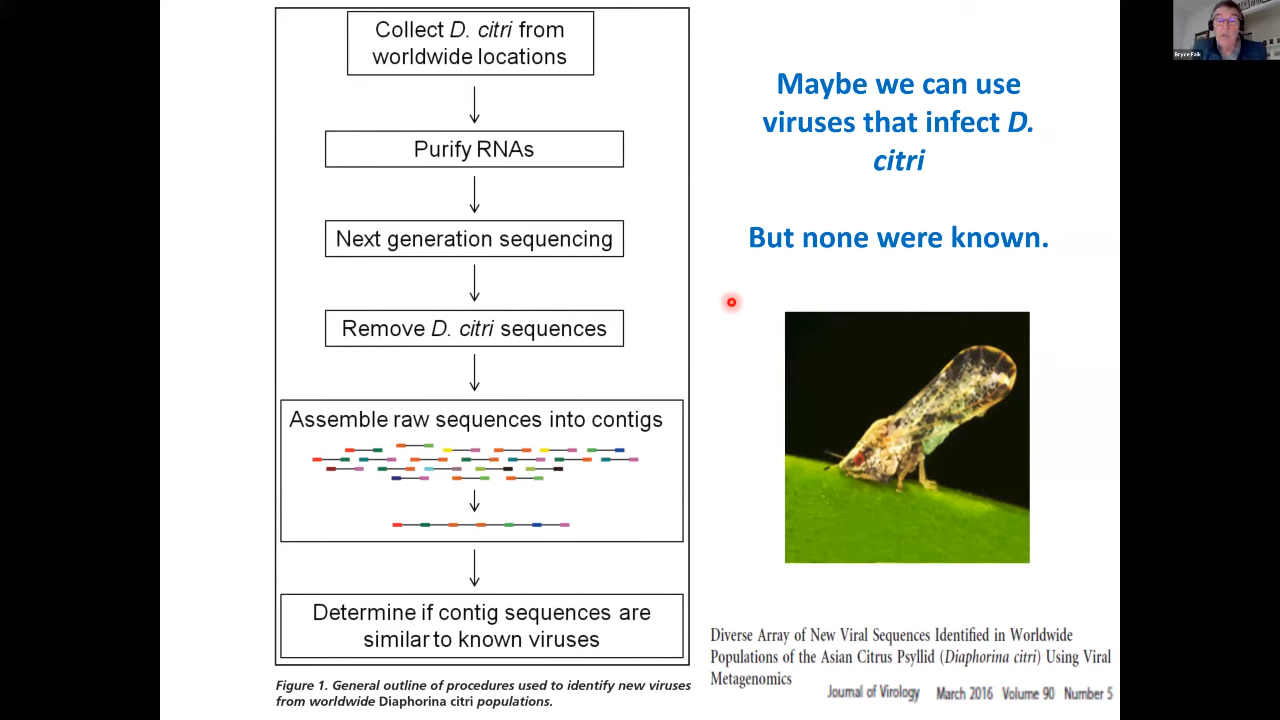 Collect D. citri from
worldwide locations
Purify RNAs
Next generation sequencing
Remove D. citri sequences
Assemble raw sequences into contigs
Determine if contig sequences are
similar to known viruses
Figure 1. General outline of procedures used to identify new viruses
from worldwide Diaphorina citri populations.
Maybe we can use
viruses that infect D.
citri
But none were known.
Diverse Array of New Viral Sequences Identified in Worldwide
Populations of the Asian Citrus Psyllid (Diaphorina citri) Using Viral
Metagenomics
Journal of Virology March 2016 Volume 90 Number 5
Bryce Falk